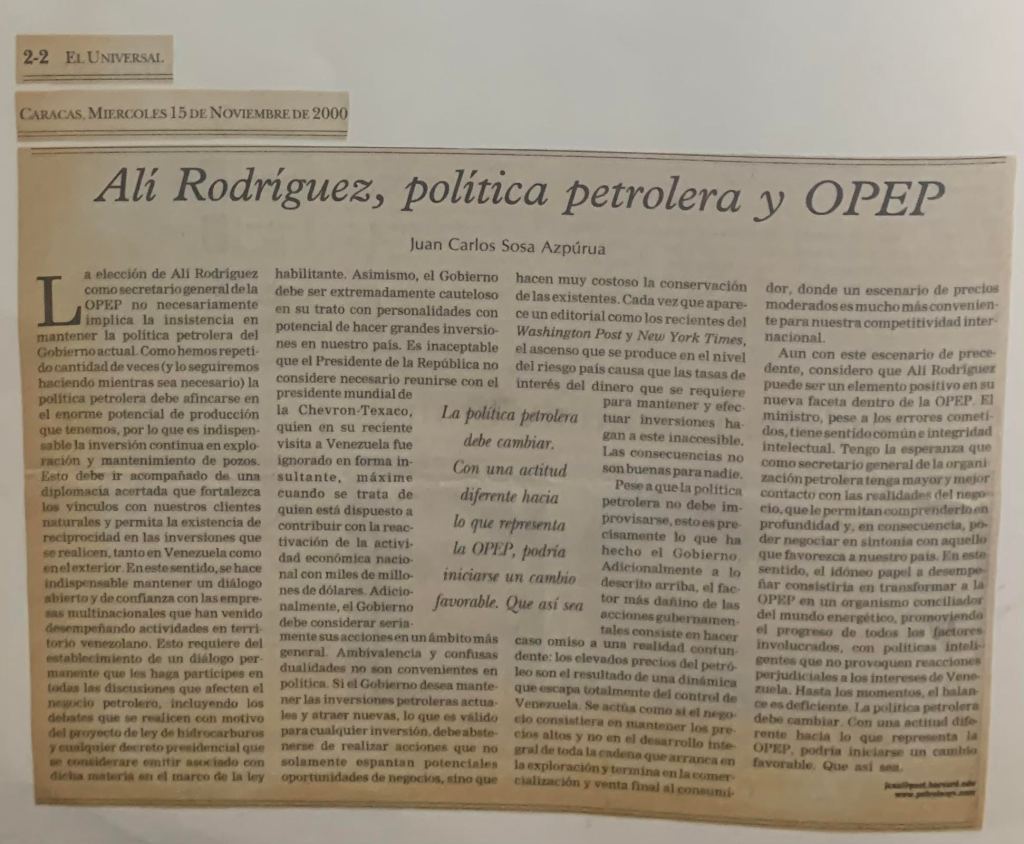 2-2 EL UNIVERSAL
CARACAS, MIERCOLES 15 DE NOVIEMBRE DE 2000
Alí Rodríguez, política petrolera y OPEP
Juan Carlos Sosa Azpúrua
La elección de Alí Rodríguez
como secretario general de la
OPEP no necesariamente
implica la insistencia en
mantener la política petrolera del
Gobierno actual. Como hemos repeti-
do cantidad de veces (y lo seguiremos
haciendo mientras sea necesario) la
política petrolera debe afincarse en
el enorme potencial de producción
que tenemos, por lo que es indispen-
sable la inversión continua en explo-
ración y mantenimiento de pozos.
Esto debe ir acompañado de una
diplomacia acertada que fortalezca
los vínculos con nuestros clientes
naturales y permita la existencia de
reciprocidad en las inversiones que
se realicen, tanto en Venezuela como
en el exterior. En este sentido, se hace
indispensable mantener un diálogo
abierto y de confianza con las empre-
sas multinacionales que han venido
desempeñando actividades en terri-
torio venezolano. Esto requiere del
establecimiento de un diálogo per-
manente que les haga partícipes en
todas las discusiones que afecten el
negocio petrolero, incluyendo los
debates que se realicen con motivo
del proyecto de ley de hidrocarburos
y cualquier decreto presidencial que
se considerare emitir asociado con
dicha materia en el marco de la ley
habilitante. Asimismo, el Gobierno
debe ser extremadamente cauteloso
en su trato con personalidades con
potencial de hacer grandes inversio-
nes en nuestro país. Es inaceptable
que el Presidente de la República no
considere necesario reunirse con el
presidente mundial de
la Chevron-Texaco,
quien en su reciente
visita a Venezuela fue
ignorado en forma in-
sultante, máxime
cuando se trata de
quien está dispuesto a
contribuir con la reac-
tivación de la activi-
dad económica nacio-
nal con miles de millo-
nes de dólares. Adicio-
nalmente, el Gobierno
debe considerar seria-
mente sus acciones en un ámbito más
general. Ambivalencia y confusas
dualidades no son convenientes en
política. Si el Gobierno desea mante-
ner las inversiones petroleras actua-
les y atraer nuevas, lo que es válido
para cualquier inversión, debe abste-
nerse de realizar acciones que no
solamente espantan potenciales
oportunidades de negocios, sino que
La política petrolera
debe cambiar.
Con una actitud
diferente hacia
lo que representa
la OPEP, podría
iniciarse un cambio
favorable. Que así sea
hacen muy costoso la conservación
de las existentes. Cada vez que apare-
ce un editorial como los recientes del
Washington Post y New York Times,
el ascenso que se produce en el nivel
del riesgo país causa que las tasas de
interés del dinero que se requiere
para mantener y efec-
tuar inversiones ha-
gan a este inaccesible.
Las consecuencias no
son buenas para nadie.
Pese a que la política
petrolera no debe im-
provisarse, esto es pre-
cisamente lo que ha
hecho el Gobierno.
Adicionalmente a lo
descrito arriba, el fac-
tor más dañino de las
acciones gubernamen-
tales consiste en hacer
caso omiso a una realidad contun-
dente: los elevados precios del petró-
leo son el resultado de una dinámica
que escapa totalmente del control de
Venezuela. Se actúa como si el nego-
cio consistiera en mantener los pre-
cios altos y no en el desarrollo inte-
gral de toda la cadena que arranca en
la exploración y termina en la comer-
cialización y venta final al consumi-
dor, donde un escenario de precios
moderados es mucho más convenien-
te para nuestra competitividad inter-
nacional.
Aun con este escenario de prece-
dente, considero que Alí Rodríguez
puede ser un elemento positivo en su
nueva faceta dentro de la OPEP. El
ministro, pese a los errores cometi-
dos, tiene sentido común e integridad
intelectual. Tengo la esperanza que
como secretario general de la organi-
zación petrolera tenga mayor y mejor
contacto con las realidades del nego-
cio, que le permitan comprenderlo en
profundidad y, en consecuencia, po-
der negociar en sintonía con aquello
que favorezca a nuestro país. En este
sentido, el idóneo papel a desempe-
ñar consistiría en transformar a la
OPEP en un organismo conciliador
del mundo energético, promoviendo
el progreso de todos los factores
involucrados, con políticas inteli-
gentes que no provoquen reacciones
perjudiciales a los intereses de Vene-
zuela. Hasta los momentos, el balan-
ce es deficiente. La política petrolera
debe cambiar. Con una actitud dife-
rente hacia lo que representa la
OPEP, podría iniciarse un cambio
favorable. Que así sea.